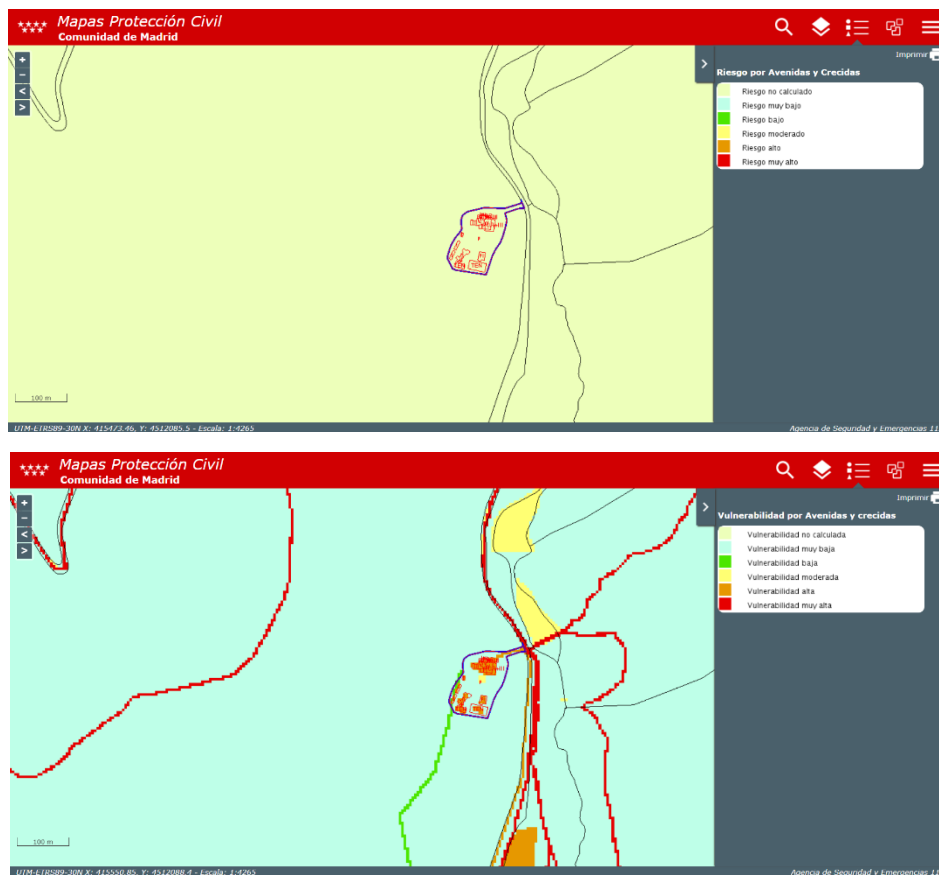 Mapas Protección Civil
Comunidad de Madrid
Imprimir
+
−
<
>
>
Riesgo por Avenidas y Crecidas
Riesgo no calculado
Riesgo muy bajo
Riesgo bajo
Riesgo moderado
Riesgo alto
Riesgo muy alto
100 m
UTM-ETRS89-30N X: 415473.46, Y: 4512085.5 - Escala: 1:4265
Agencia de Seguridad y Emergencias 11
Mapas Protección Civil
Comunidad de Madrid
Imprimir
+
−
<
>
>
Vulnerabilidad por Avenidas y crecidas
Vulnerabilidad no calculada
Vulnerabilidad muy baja
Vulnerabilidad baja
Vulnerabilidad moderada
Vulnerabilidad alta
Vulnerabilidad muy alta
100 m
UTM-ETRS89-30N X: 415550.85, Y: 4512088.4 - Escala: 1:4265
Agencia de Seguridad y Emergencias 11